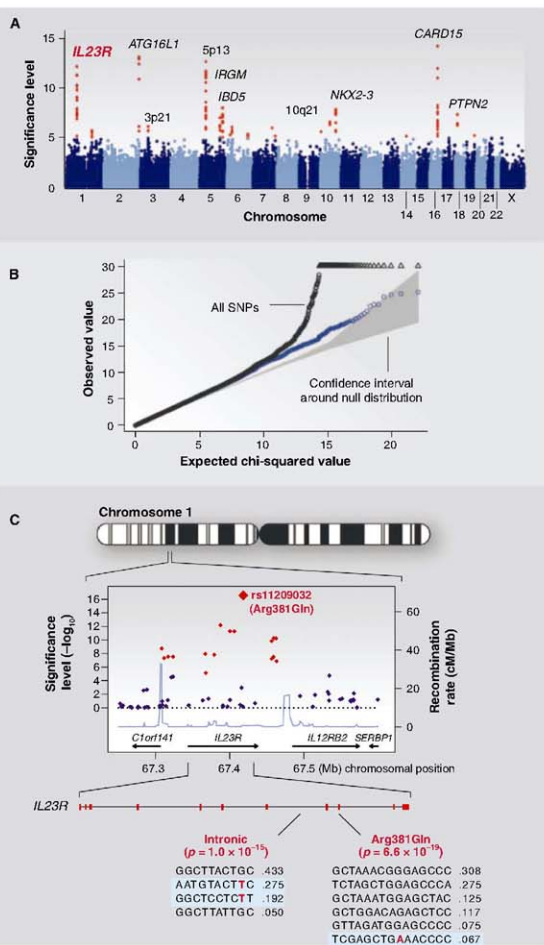 A
Significance level
15
10
5
0
IL23R
ATG16L1
3p21
5p13
IRGM
IBD5
10q21
NKX2-3
CARD15
PTPN2
1 2 3 4 5 6 7 8 9 10 11 12 13 15 17 19 21 X
14 16 18 20 22
Chromosome
B
Observed value
30
25
20
15
10
5
0
All SNPs
Confidence interval
around null distribution
0 5 10 15 20
Expected chi-squared value
C
Chromosome 1
Significance
level (–log10)
16
14
12
10
8
6
4
2
0
rs11209032
(Arg381Gln)
60
40
20
0
Recombination
rate (cM/Mb)
C1orf141 IL23R IL12RB2 SERBP1
67.3 67.4 67.5 (Mb) chromosomal position
IL23R
Intronic
(p = 1.0 × 10–15)
GGCTTACTGC .433
AATGTACTTC .275
GGCTCCTCTT .192
GGCTTATTGC .050
Arg381Gln
(p = 6.6 × 10–19)
GCTAAACGGGAGCCC .308
TCTAGCTGGAGCCCA .275
GCTAAATGGAGCTAC .125
GCTGGACAGAGCTCC .117
GTTAGATGGAGCCCC .075
TCGAGCTGAAACCCC .067